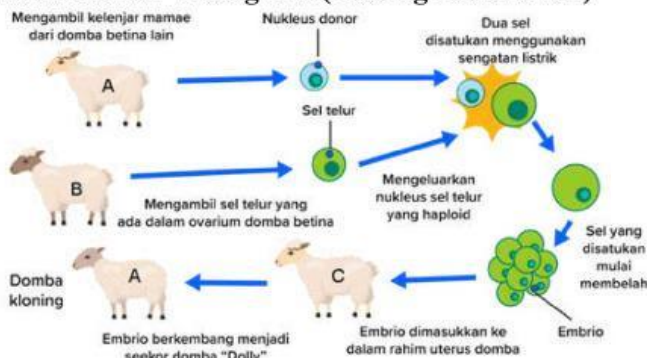 Mengambil kelenjar mamae
dari domba betina lain
Nukleus donor
Dua sel
disatukan menggunakan
sengatan listrik
A
Sel telur
B
Mengambil sel telur yang
ada dalam ovarium domba betina
Mengeluarkan
nukleus sel telur
yang haploid
Sel yang
disatukan
mulai
membelah
Domba
kloning
A
C
Embrio
Embrio berkembang menjadi
seekor domba "Dolly"
Embrio dimasukkan ke
dalam rahim uterus domba